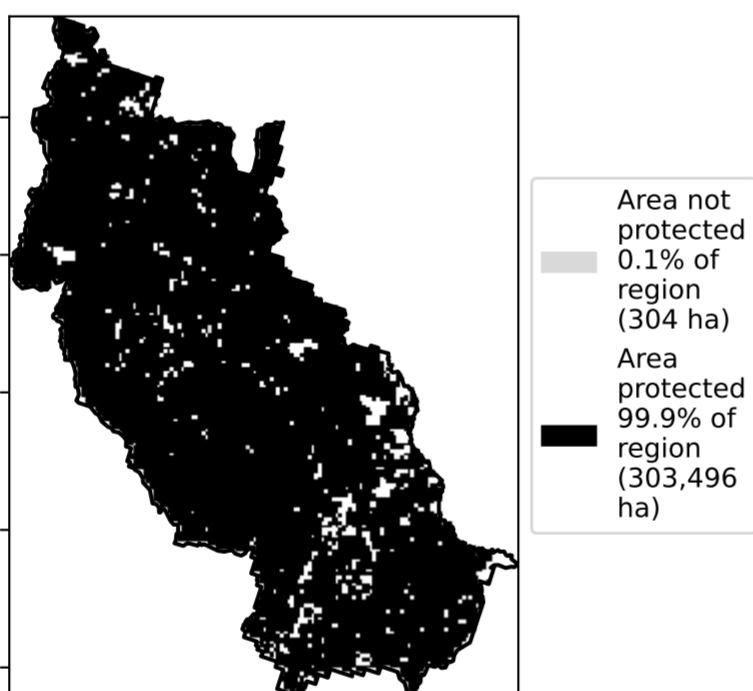 Area not
protected
0.1% of
region
(304 ha)
Area
protected
99.9% of
region
(303,496
ha)